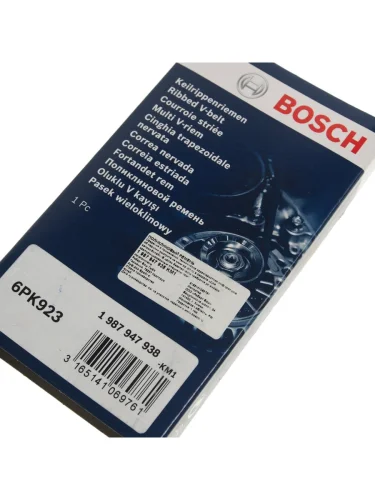 BOSCH
Keilrippenriemen
Ribbed V-belt
Courroie striée
Multi V-riem
Cinghia trapezoidale
nervata
Correa nervada
Correia estriada
Fortandet rem
Поликлиновой ремень
Oluklu V kayışı
Pasek wieloklinowy
1 Pc
6PK923
1 987 947 938
-KM1
3 165141 069761